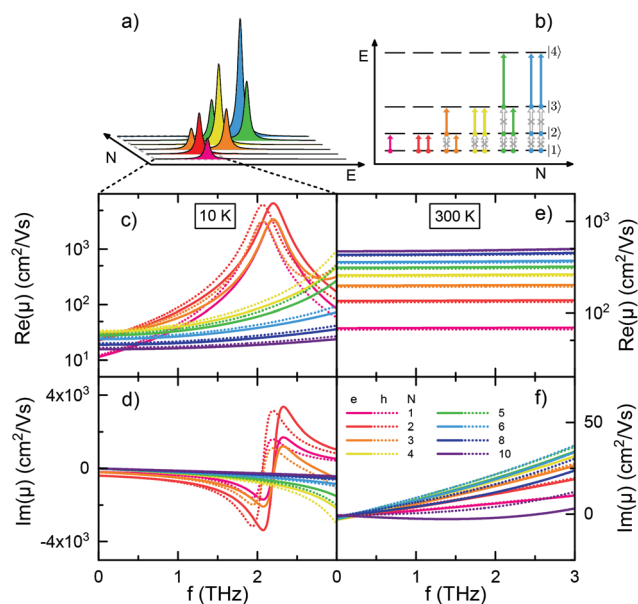 a)
b)
E
|4⟩
|3⟩
|2⟩
|1⟩
N
E
N
c)
10 K
300 K
e)
10³
10²
10¹
Re(μ) (cm²/Vs)
10³
10²
Re(μ) (cm²/Vs)
d)
e h N
1
2
3
4
5
6
8
10
f)
4x10³
0
-4x10³
Im(μ) (cm²/Vs)
50
0
Im(μ) (cm²/Vs)
0 2 0 1 2 3
f (THz)
f (THz)